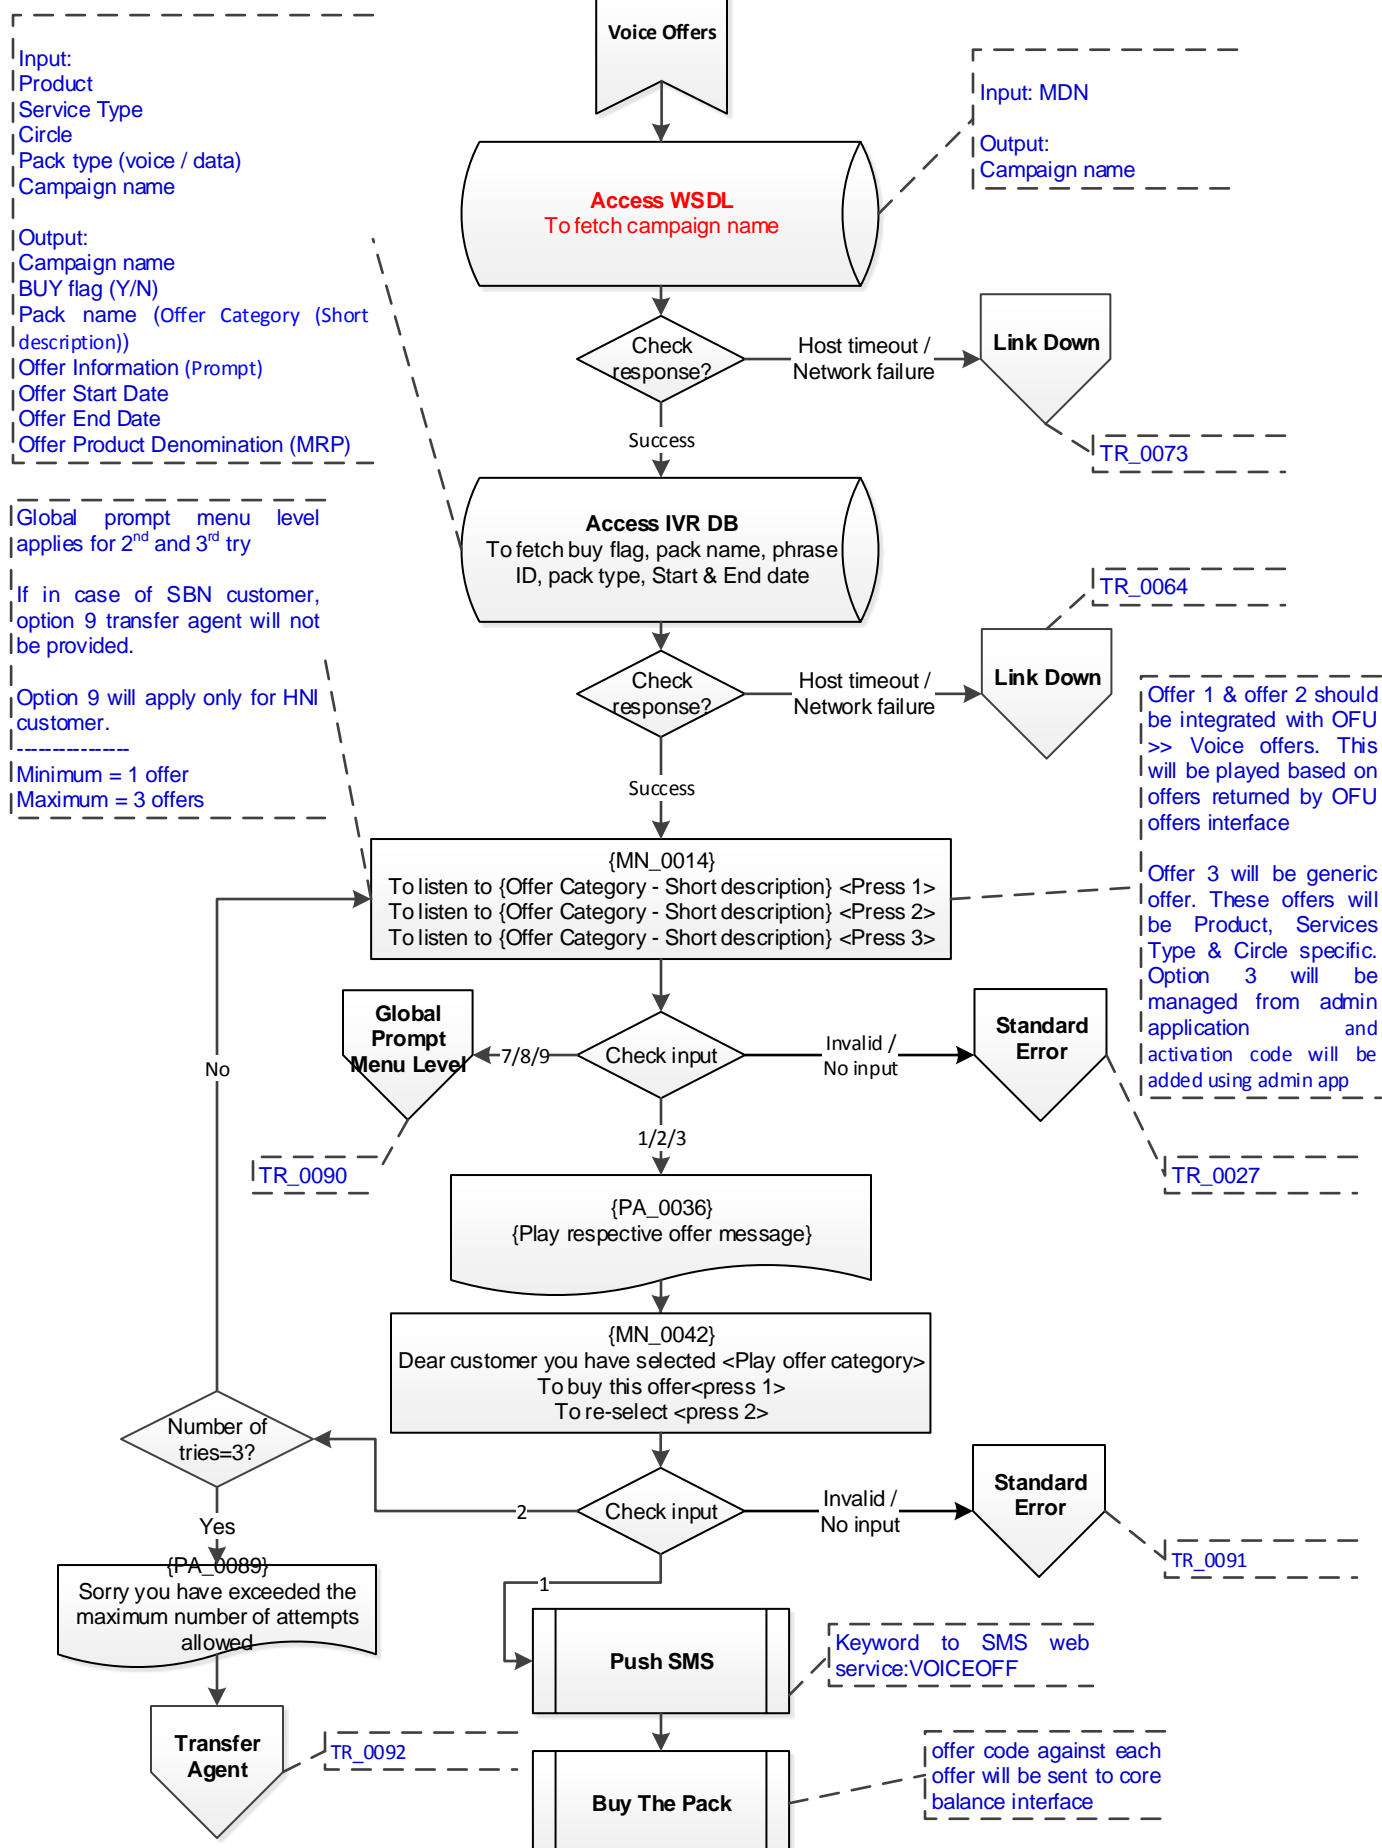 Voice Offers
Input:
Product
Service Type
Circle
Pack type (voice / data)
Campaign name
Output:
Campaign name
BUY flag (Y/N)
Pack name (Offer Category (Short
description))
Offer Information (Prompt)
Offer Start Date
Offer End Date
Offer Product Denomination (MRP)
Input: MDN
Output:
Campaign name
Access WSDL
To fetch campaign name
Check
response?
Host timeout /
Network failure
Link Down
TR_0073
Success
Access IVR DB
To fetch buy flag, pack name, phrase
ID, pack type, Start & End date
Global prompt menu level
applies for 2nd and 3rd try
If in case of SBN customer,
option 9 transfer agent will not
be provided.
Option 9 will apply only for HNI
customer.
----------------
Minimum = 1 offer
Maximum = 3 offers
TR_0064
Check
response?
Host timeout /
Network failure
Link Down
Success
Offer 1 & offer 2 should
be integrated with OFU
>> Voice offers. This
will be played based on
offers returned by OFU
offers interface
Offer 3 will be generic
offer. These offers will
be Product, Services
Type & Circle specific.
Option 3 will be
managed from admin
application and
activation code will be
added using admin app
{MN_0014}
To listen to {Offer Category - Short description} <Press 1>
To listen to {Offer Category - Short description} <Press 2>
To listen to {Offer Category - Short description} <Press 3>
Global
Prompt
Menu Level
7/8/9
Check input
Invalid /
No input
Standard
Error
No
TR_0090
1/2/3
TR_0027
{PA_0036}
{Play respective offer message}
{MN_0042}
Dear customer you have selected <Play offer category>
To buy this offer<press 1>
To re-select <press 2>
Number of
tries=3?
2
Check input
Invalid /
No input
Standard
Error
Yes
TR_0091
1
{PA_0089}
Sorry you have exceeded the
maximum number of attempts
allowed
Push SMS
Keyword to SMS web
service:VOICEOFF
Transfer
Agent
TR_0092
Buy The Pack
offer code against each
offer will be sent to core
balance interface